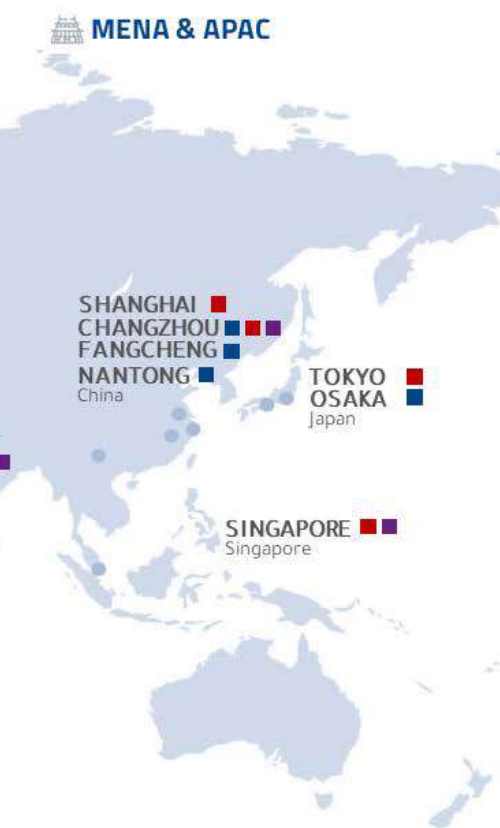 MENA & APAC
SHANGHAI
CHANGZHOU
FANGCHENG
NANTONG
China
TOKYO
OSAKA
Japan
SINGAPORE
Singapore